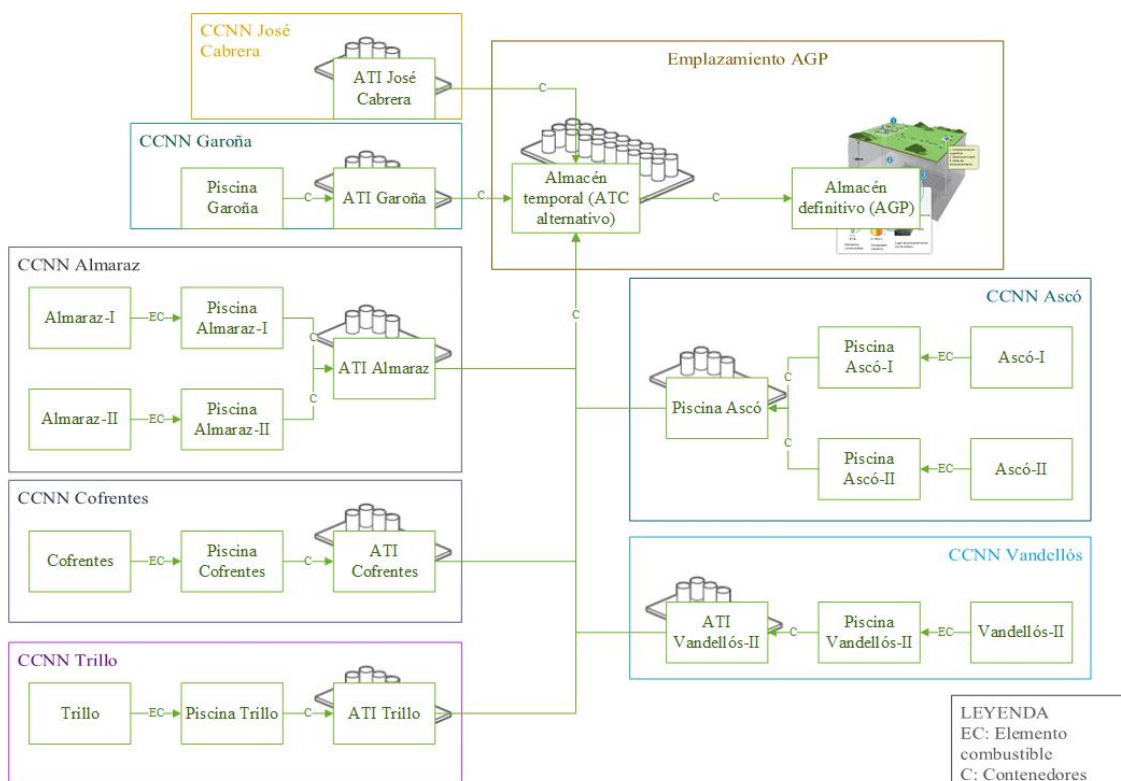 CCNN José
Cabrera
ATI José
Cabrera
C
Emplazamiento AGP
Almacén
temporal (ATC
alternativo)
C
Almacén
definitivo (AGP)
CCNN Garoña
Piscina
Garoña
C
ATI Garoña
C
CCNN Almaraz
Almaraz-I
EC
Piscina
Almaraz-I
C
ATI Almaraz
Almaraz-II
EC
Piscina
Almaraz-II
C
C
CCNN Ascó
Ascó-I
EC
Piscina
Ascó-I
C
Piscina Ascó
Ascó-II
EC
Piscina
Ascó-II
C
CCNN Cofrentes
Cofrentes
EC
Piscina
Cofrentes
C
ATI
Cofrentes
CCNN Vandellós
ATI
Vandellós-II
C
Piscina
Vandellós-II
EC
Vandellós-II
CCNN Trillo
Trillo
EC
Piscina Trillo
C
ATI Trillo
LEYENDA
EC: Elemento
combustible
C: Contenedores